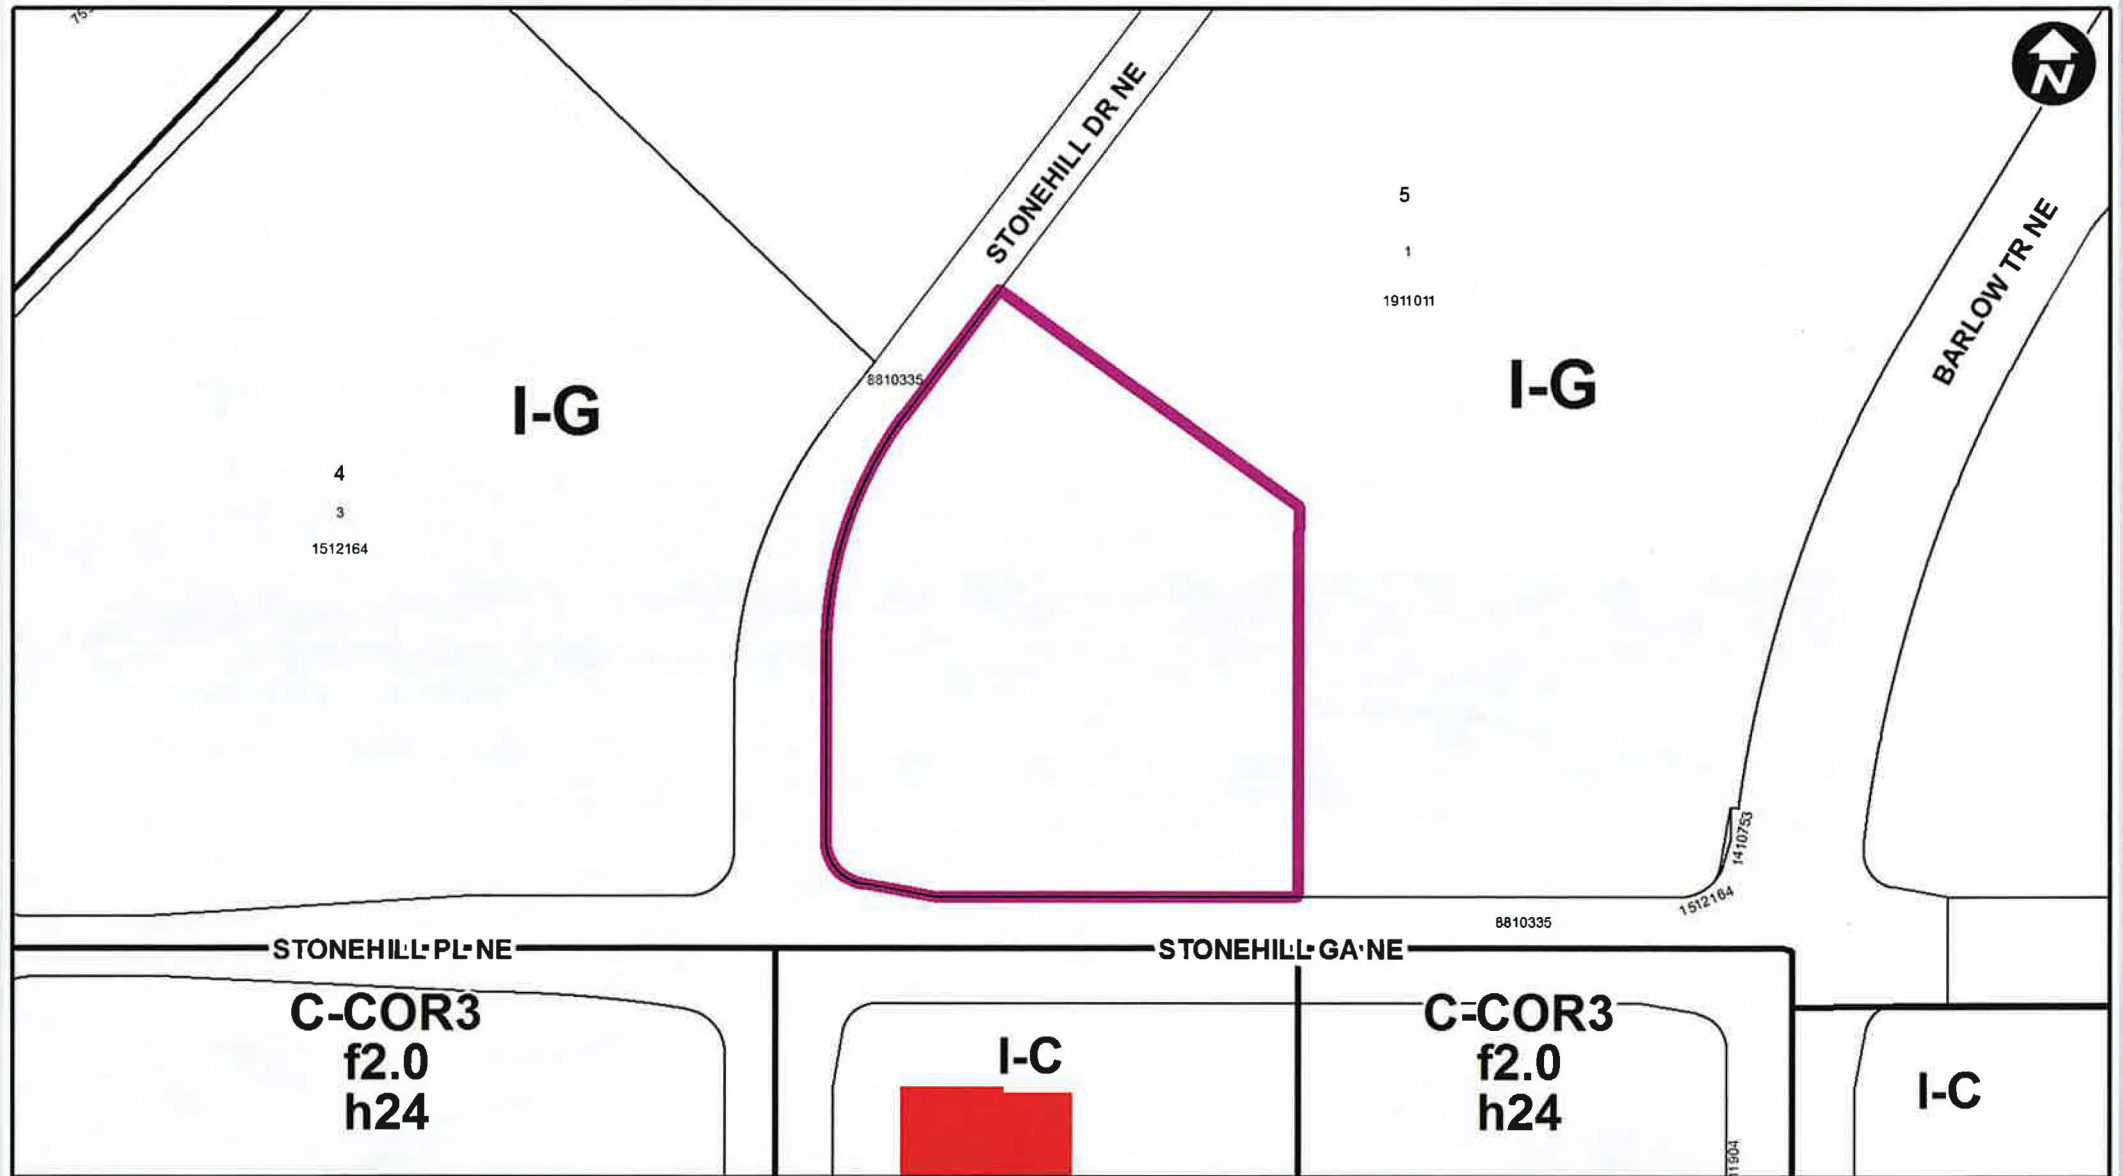 N
STONEHILL DR NE
5
1
1911011
BARLOW TR NE
8810335
I-G
I-G
4
3
1512164
1410753
1512164
8810335
STONEHILL PL NE
STONEHILL GA NE
C-COR3
f2.0
h24
I-C
C-COR3
f2.0
h24
I-C